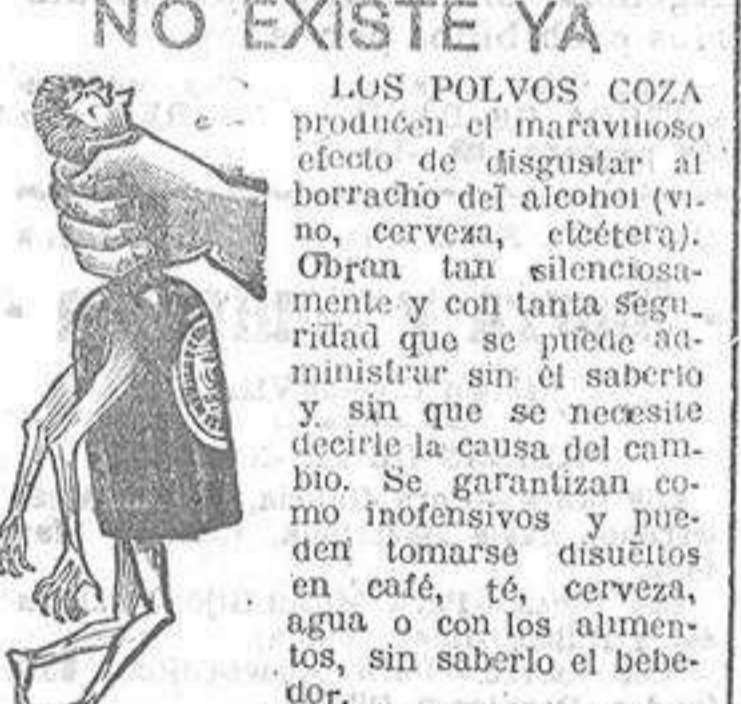 NO EXISTE YA
LOS POLVOS COZA
producen el maravilloso
efecto de disgustar al
borracho del alcohol (vi-
no, cerveza, etcétera).
Obran tan silenciosa-
mente y con tanta segu-
ridad que se puede ad-
ministrar sin él saberlo
y sin que se necesite
decirle la causa del cam-
bio. Se garantizan co-
mo inofensivos y pue-
den tomarse disueltos
en café, té, cerveza,
agua o con los alimen-
tos, sin saberlo el bebe-
dor.